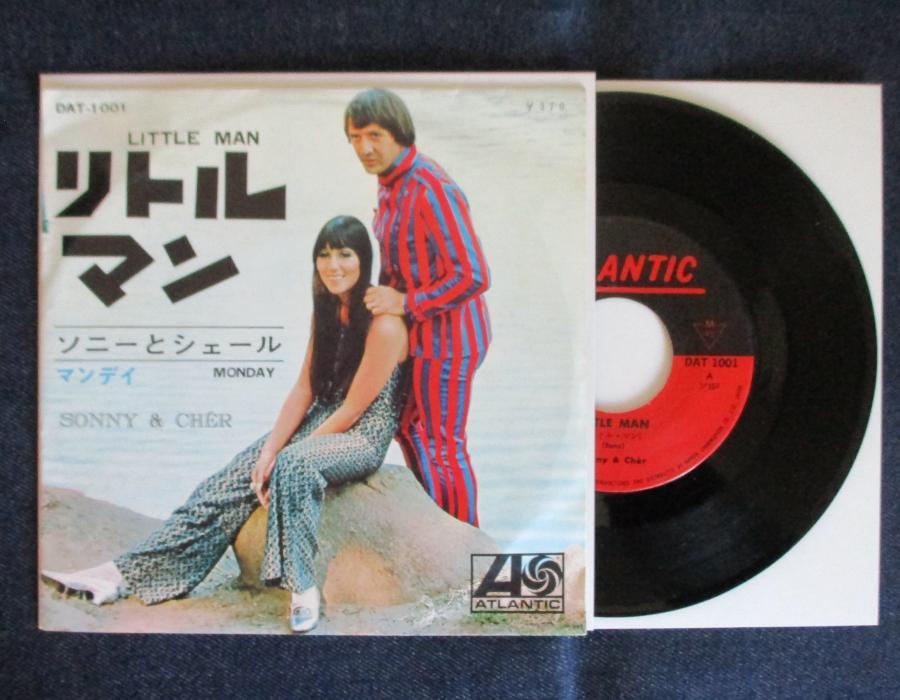 DAT-1001
¥370
LITTLE MAN
リトル
マン
ソニーとシェール
マンデイ
MONDAY
SONNY & CHÉR
ATLANTIC
ANTIC
DAT 1001
A
TLE MAN
ny & Chér